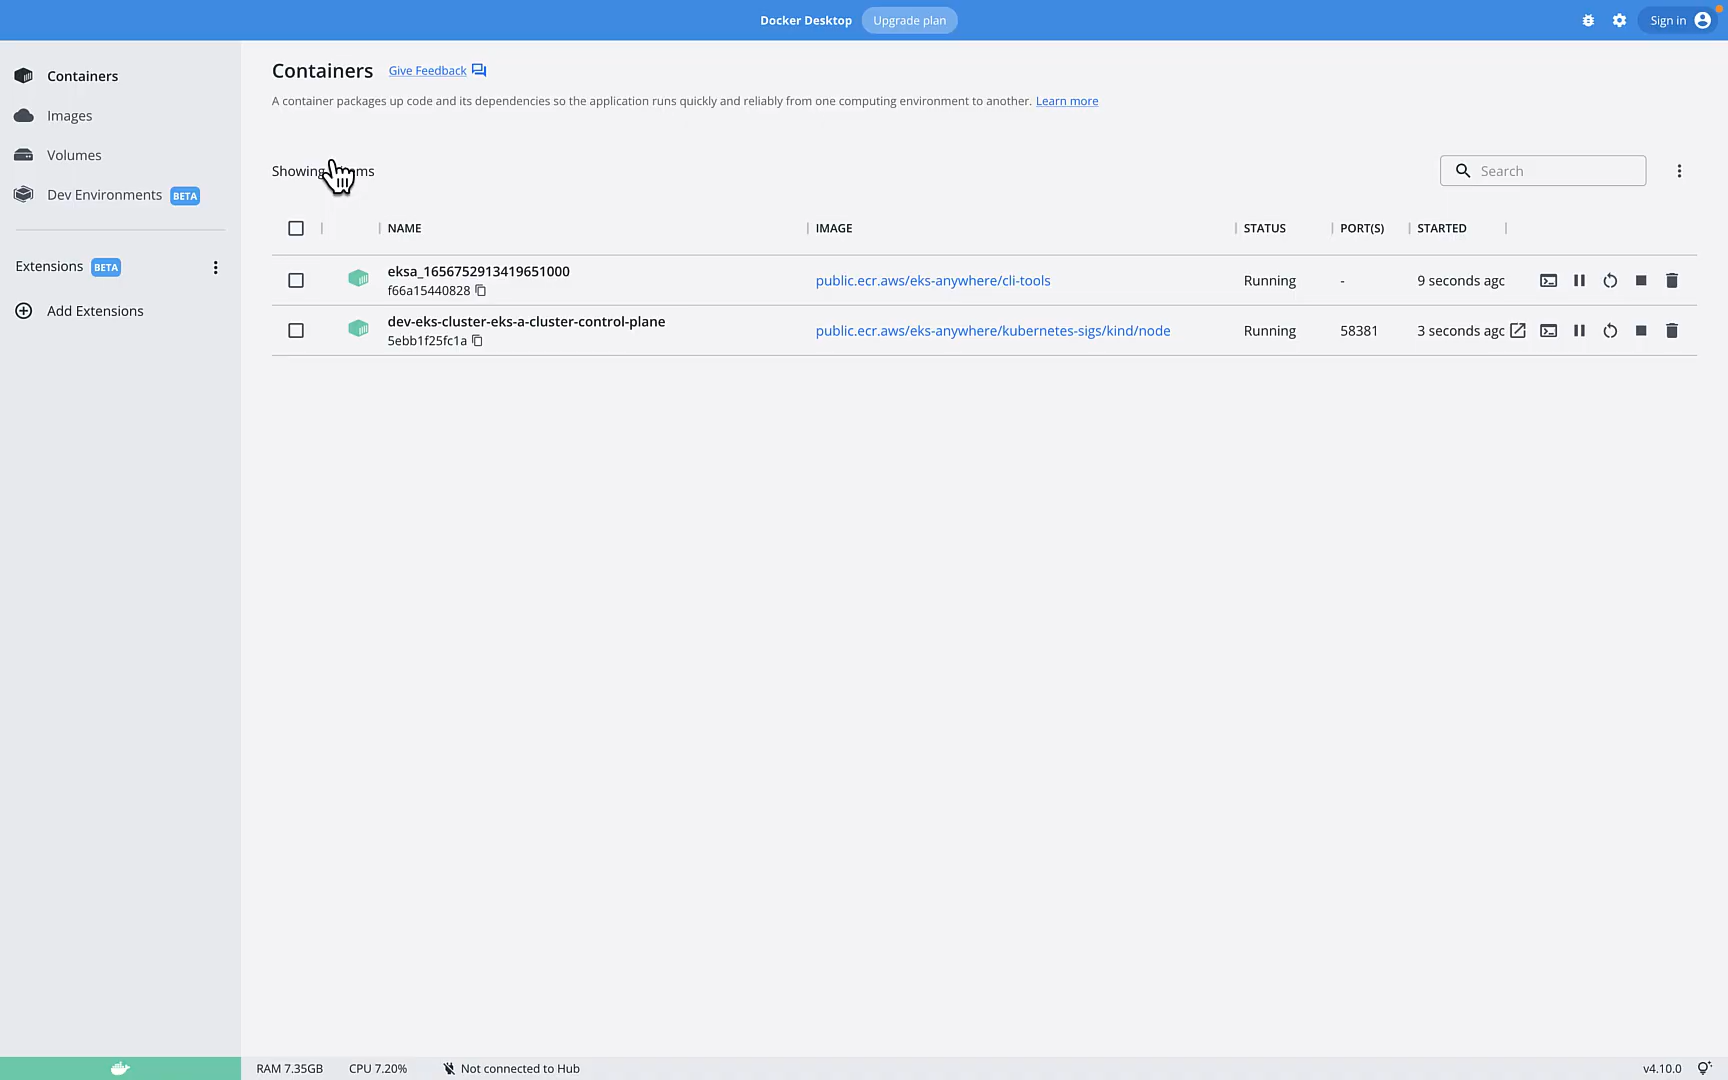 Docker Desktop Upgrade plan Sign in
Containers
Images
Volumes
Dev Environments BETA
Extensions BETA
Add Extensions
Containers Give Feedback
A container packages up code and its dependencies so the application runs quickly and reliably from one computing environment to another. Learn more
Showing
Search
NAME IMAGE STATUS PORT(S) STARTED
eksa_1656752913419651000
f66a15440828
public.ecr.aws/eks-anywhere/cli-tools Running - 9 seconds agc
dev-eks-cluster-eks-a-cluster-control-plane
5ebb1f25fc1a
public.ecr.aws/eks-anywhere/kubernetes-sigs/kind/node Running 58381 3 seconds agc
RAM 7.35GB CPU 7.20% Not connected to Hub v4.10.0